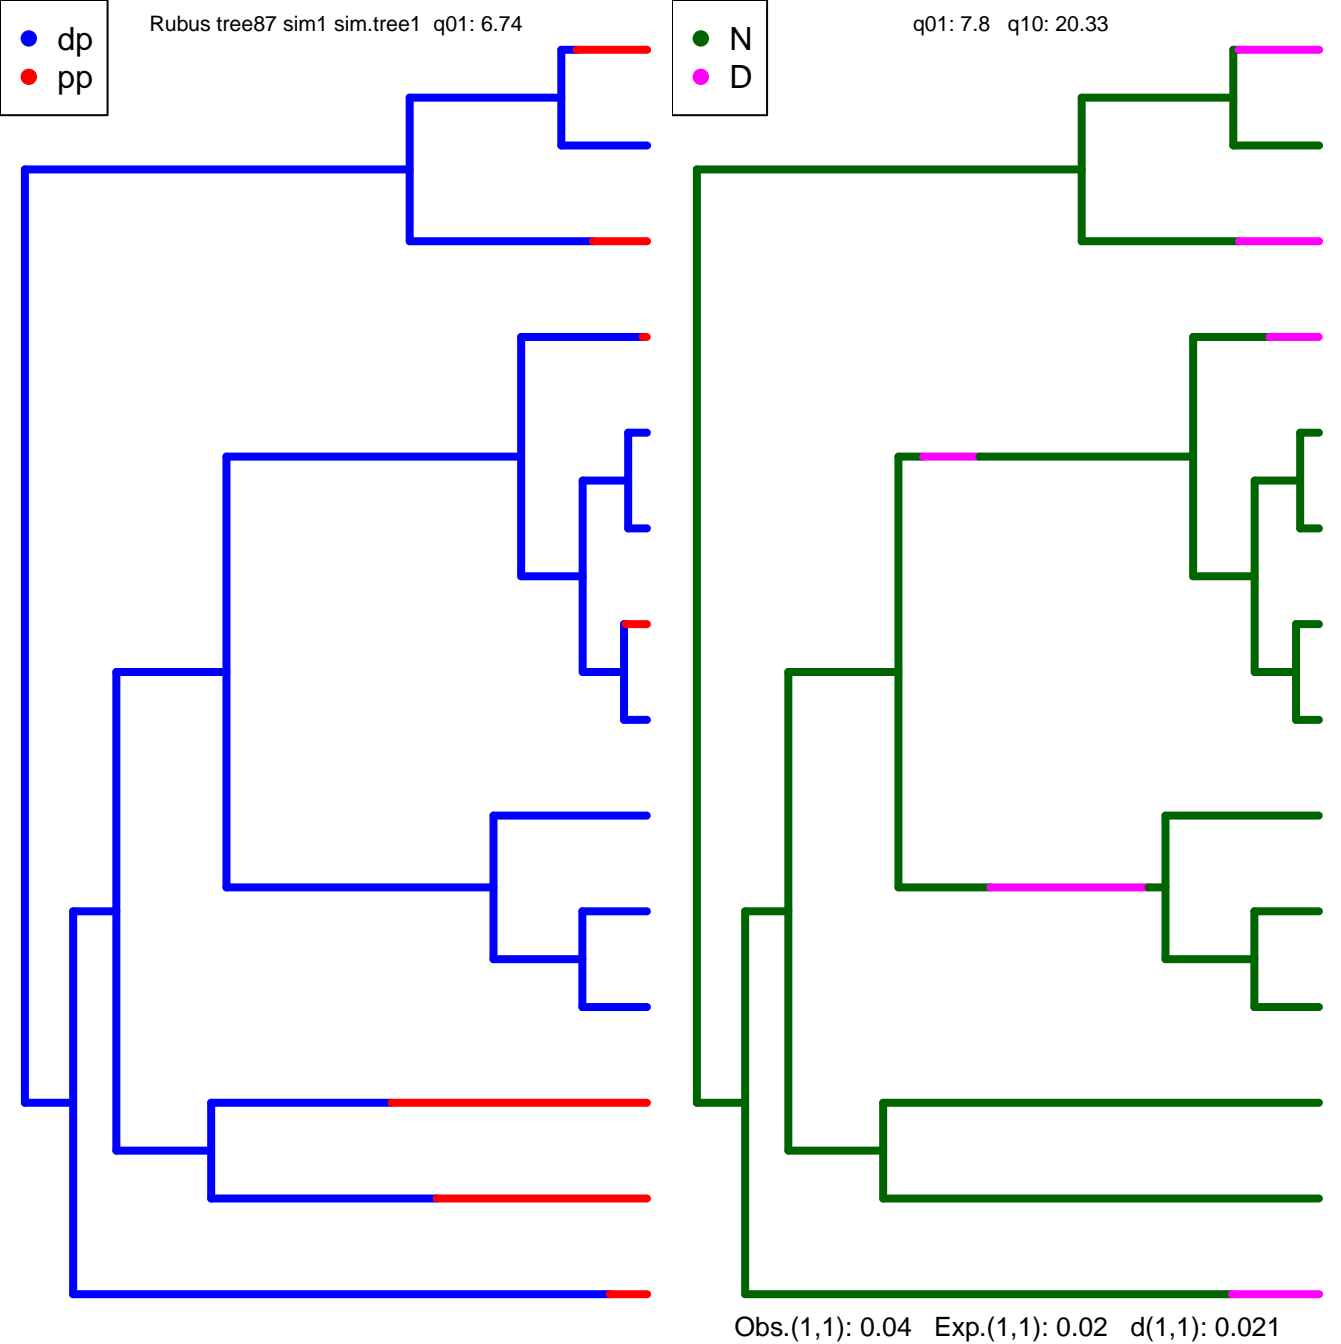 Rubus tree87 sim1 sim.tree1 q01: 6.74
dp
pp
q01: 7.8 q10: 20.33
N
D
Obs.(1,1): 0.04 Exp.(1,1): 0.02 d(1,1): 0.021